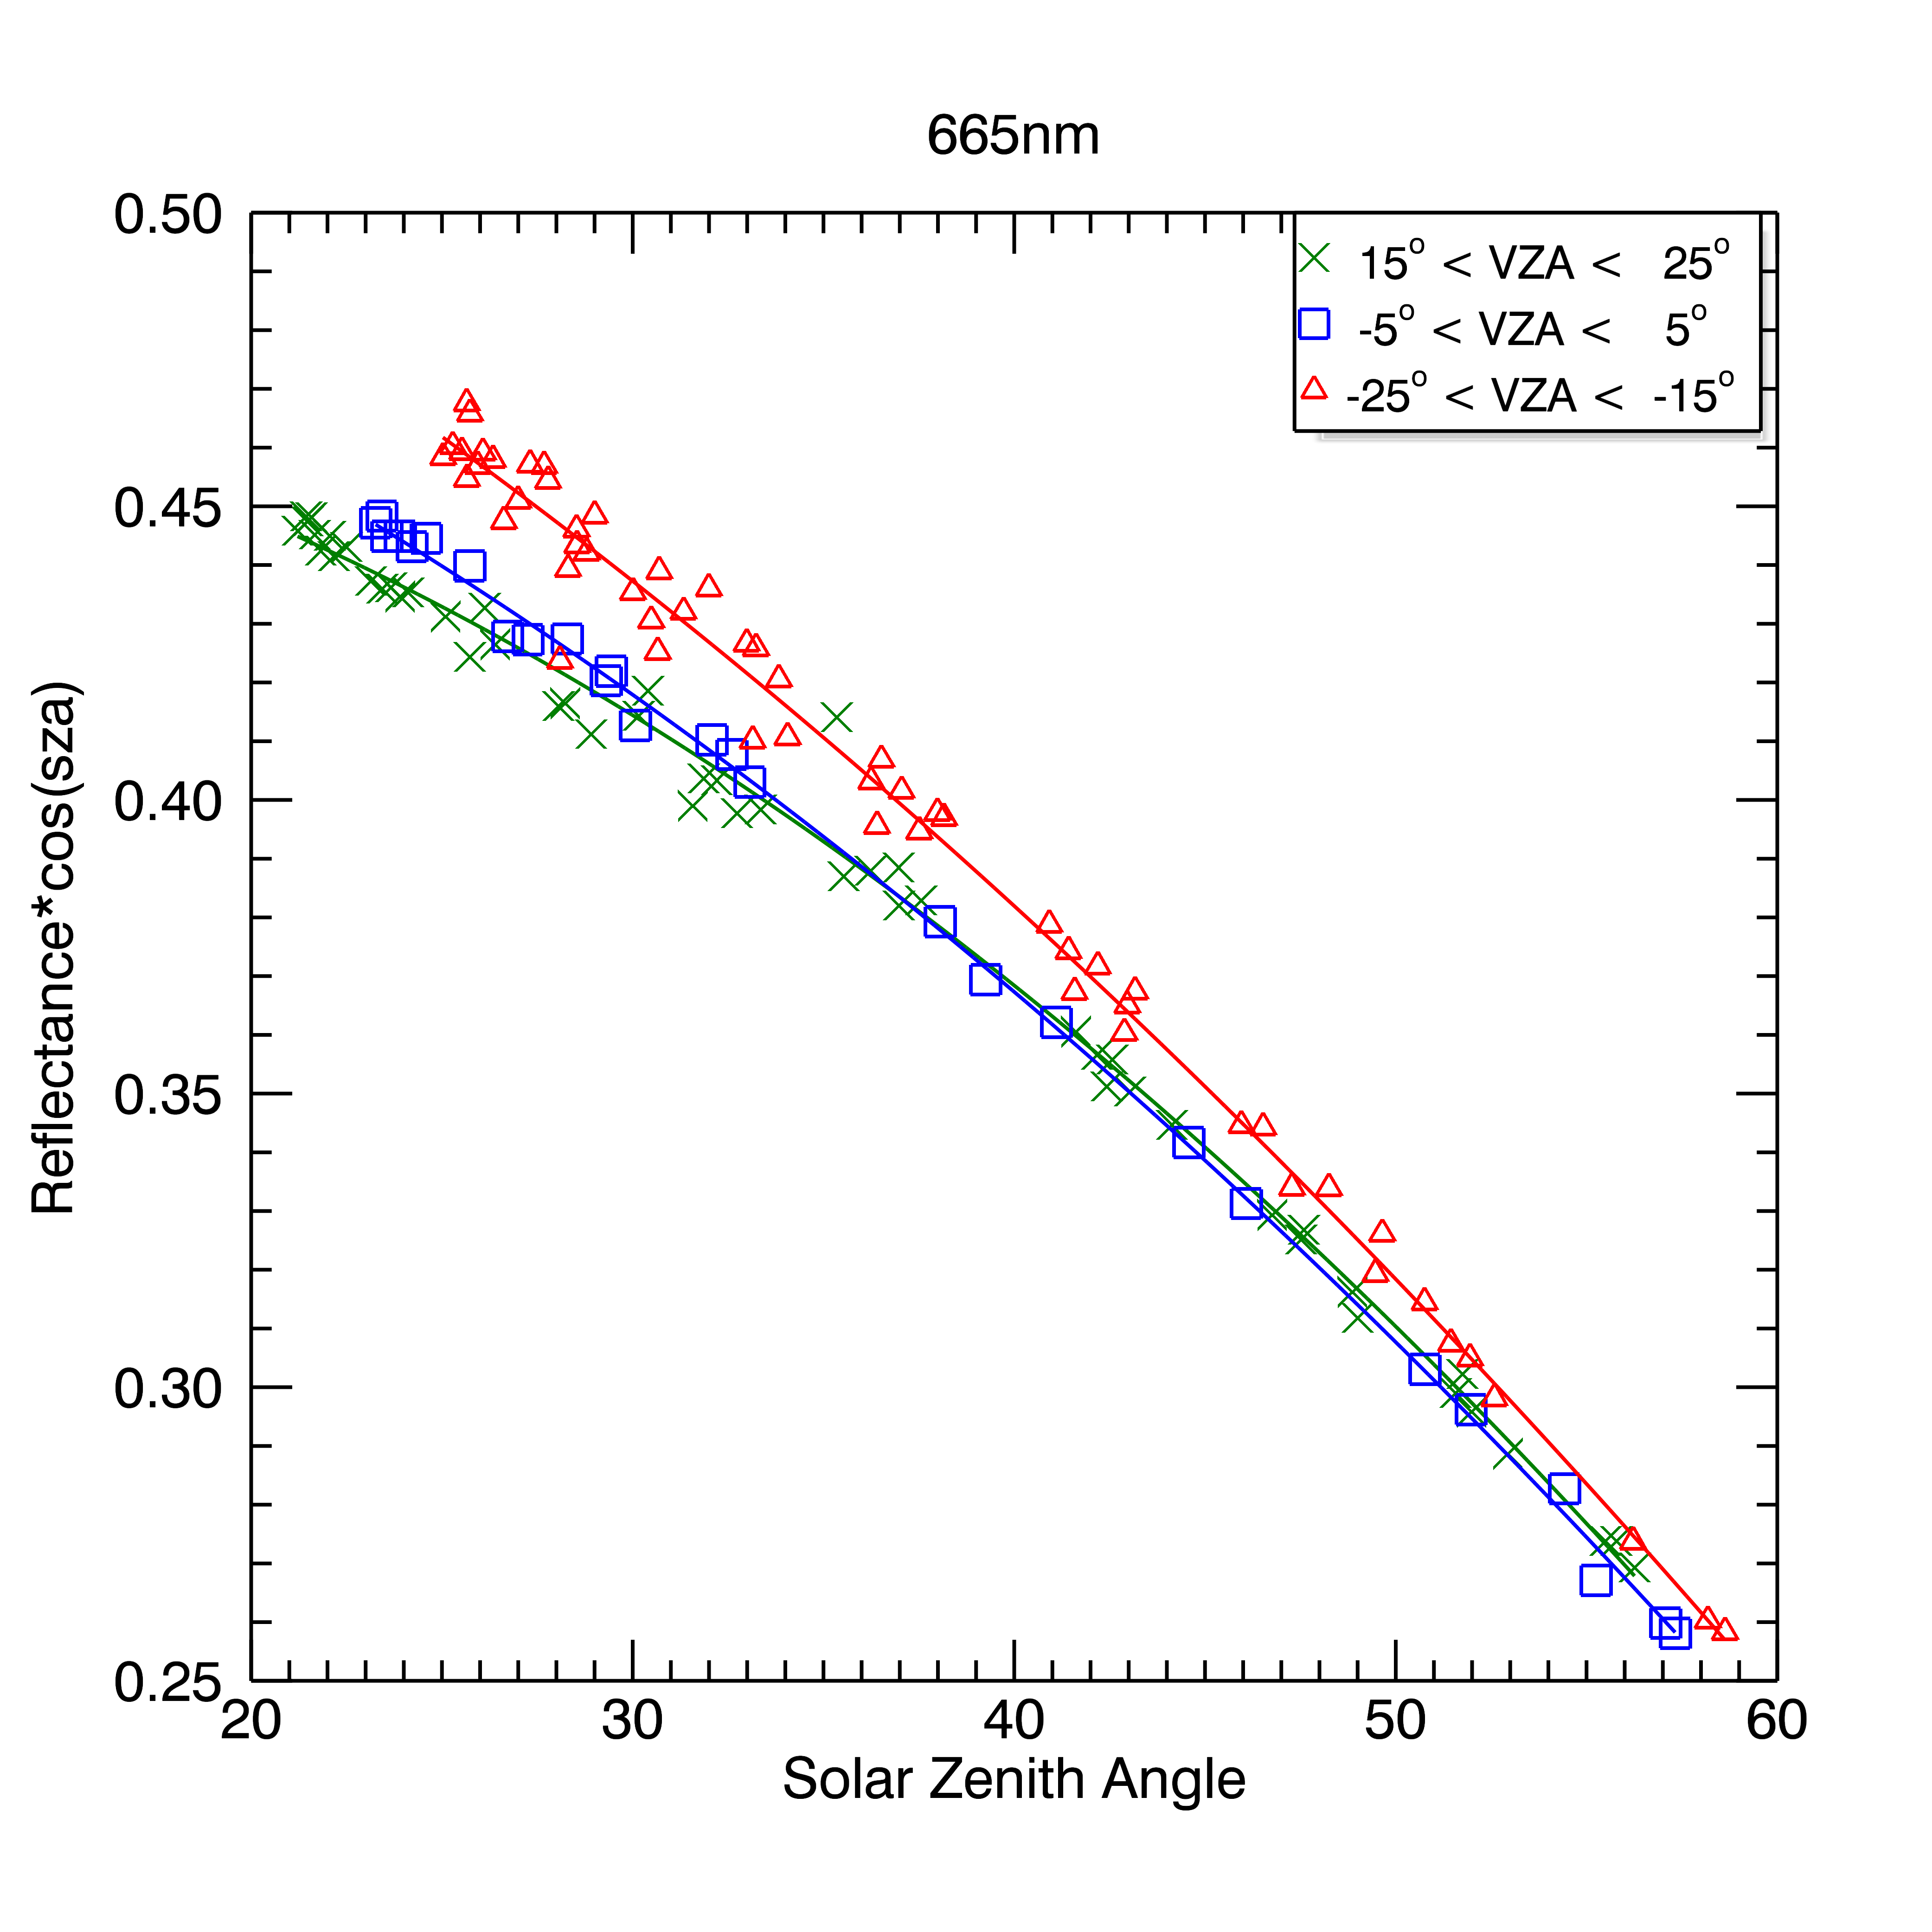 665nm
0.50
0.45
0.40
0.35
0.30
0.25
Reflectance*cos(sza)
15° < VZA < 25°
-5° < VZA < 5°
-25° < VZA < -15°
20 30 40 50 60
Solar Zenith Angle